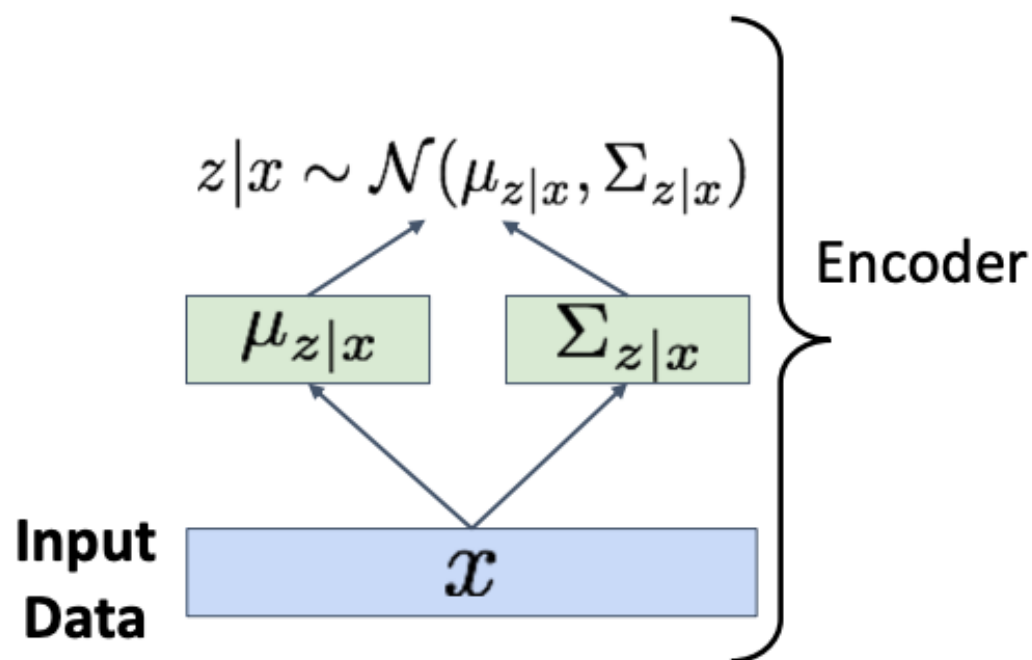 z|x ∼ 𝒩(μ_{z|x}, Σ_{z|x})
Encoder
μ_{z|x}
Σ_{z|x}
Input
Data
x